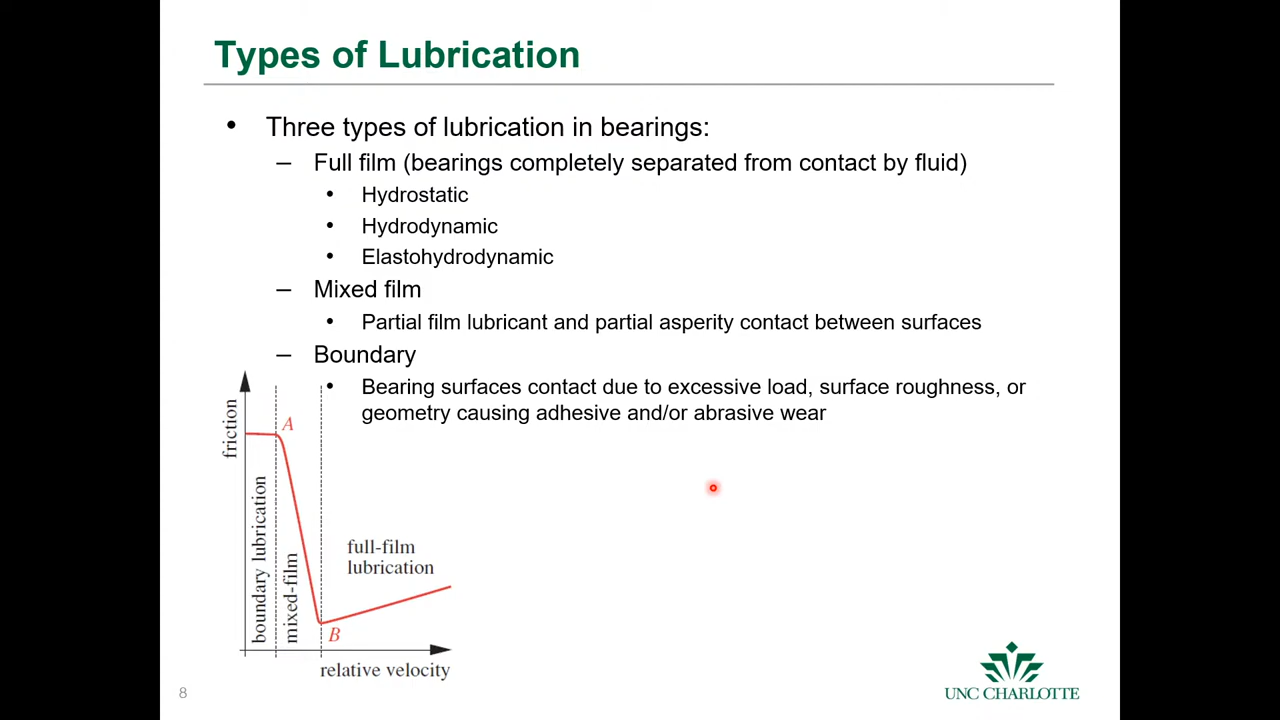 Types of Lubrication
• Three types of lubrication in bearings:
– Full film (bearings completely separated from contact by fluid)
• Hydrostatic
• Hydrodynamic
• Elastohydrodynamic
– Mixed film
• Partial film lubricant and partial asperity contact between surfaces
– Boundary
• Bearing surfaces contact due to excessive load, surface roughness, or
geometry causing adhesive and/or abrasive wear
friction
A
boundary lubrication
mixed-film
full-film
lubrication
B
relative velocity
8
UNC CHARLOTTE